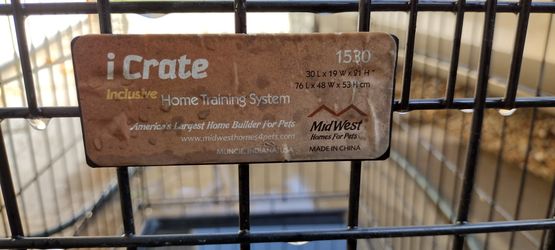 i Crate
1530
30 L x 19 W x 21 H "
76 L x 48 W x 53 H cm
Inclusive Home Training System
America's Largest Home Builder For Pets
www.midwesthomes4pets.com
MUNCIE, INDIANA, USA
MidWest
Homes For Pets
MADE IN CHINA